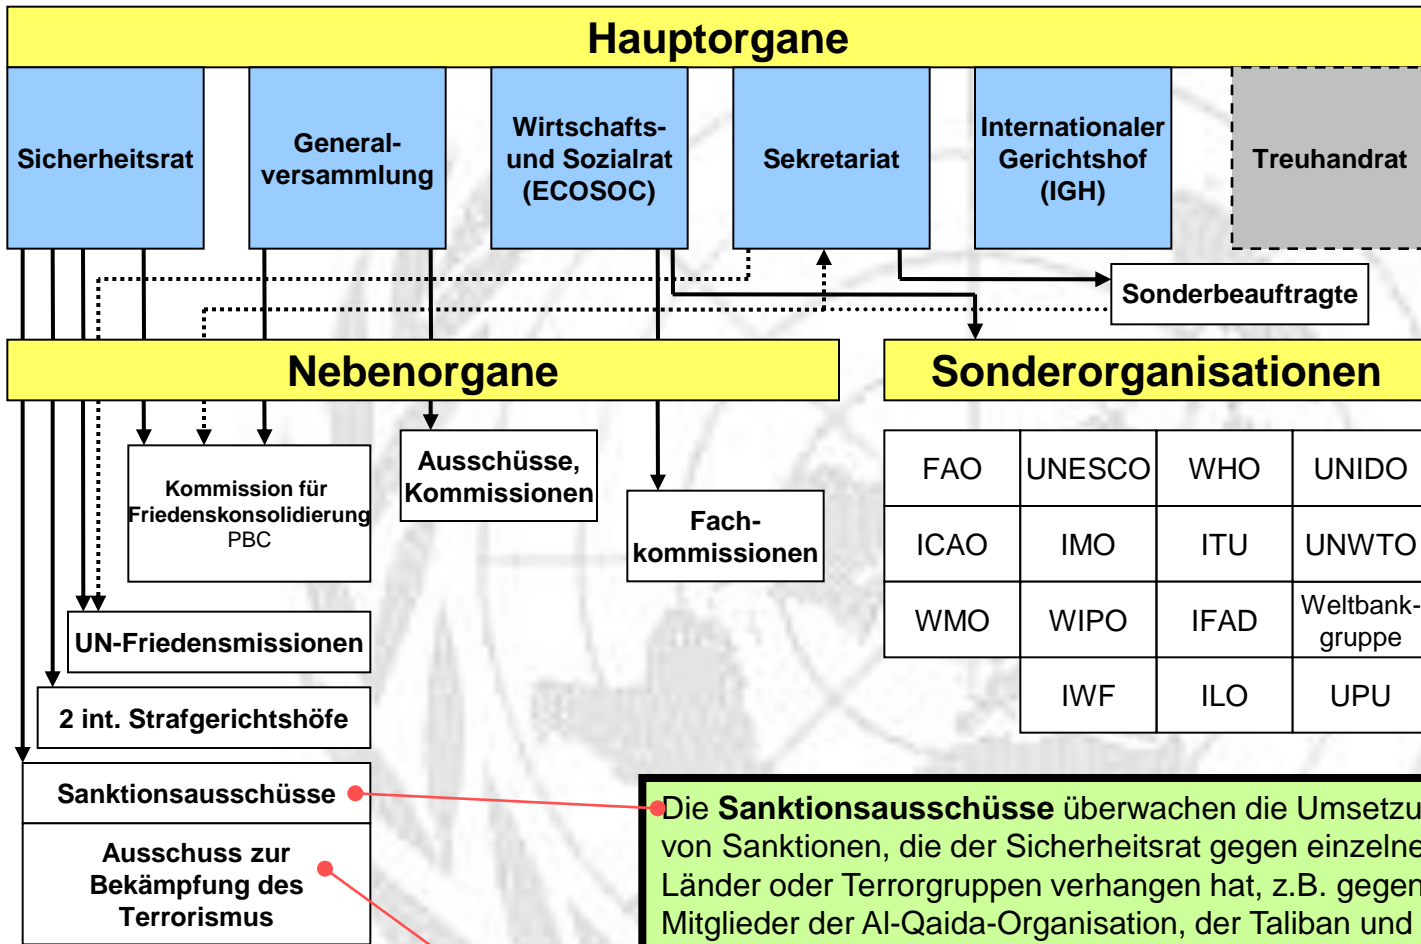 Hauptorgane
Sicherheitsrat
General-
versammlung
Wirtschafts-
und Sozialrat
(ECOSOC)
Sekretariat
Internationaler
Gerichtshof
(IGH)
Treuhandrat
Sonderbeauftragte
Nebenorgane
Sonderorganisationen
Kommission für
Friedenskonsolidierung
PBC
Ausschüsse,
Kommissionen
Fach-
kommissionen
UN-Friedensmissionen
2 int. Strafgerichtshöfe
Sanktionsausschüsse
Ausschuss zur
Bekämpfung des
Terrorismus
FAO UNESCO WHO UNIDO
ICAO IMO ITU UNWTO
WMO WIPO IFAD Weltbank-
gruppe
IWF ILO UPU
Die Sanktionsausschüsse überwachen die Umsetzu
von Sanktionen, die der Sicherheitsrat gegen einzelne
Länder oder Terrorgruppen verhangen hat, z.B. gegen
Mitglieder der Al-Qaida-Organisation, der Taliban und